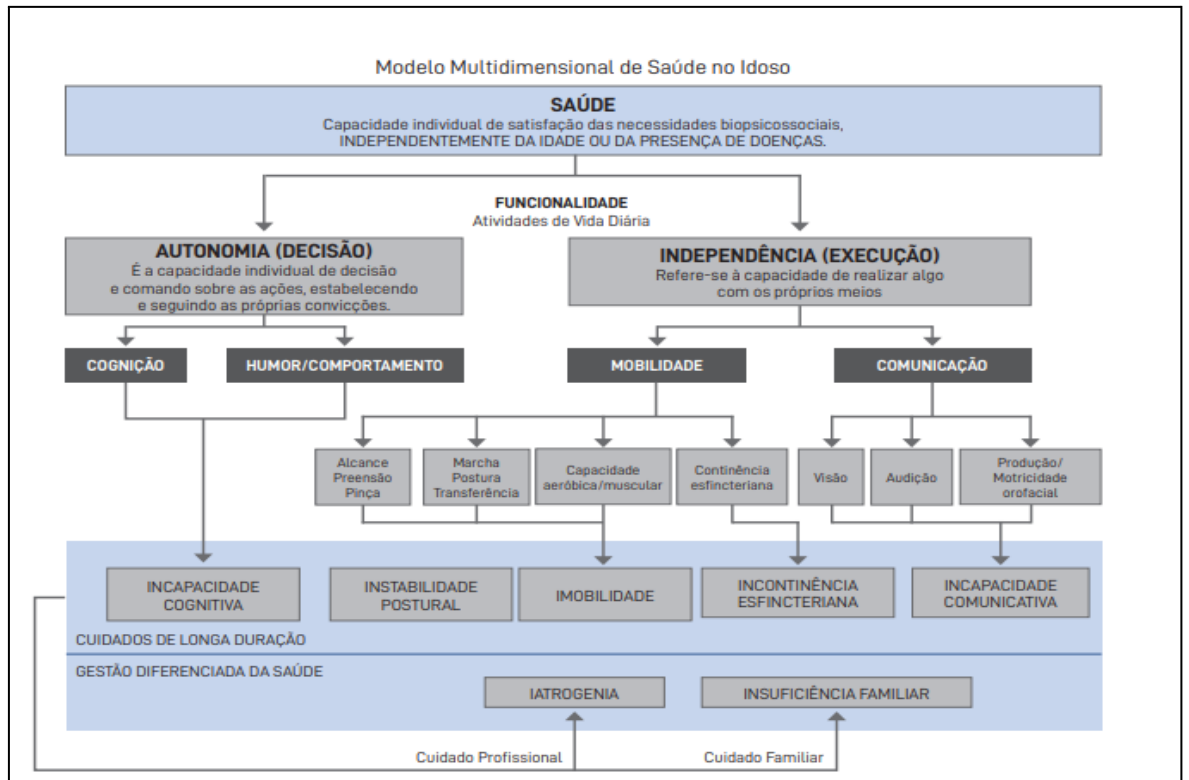 Modelo Multidimensional de Saúde no Idoso
SAÚDE
Capacidade individual de satisfação das necessidades biopsicossociais,
INDEPENDENTEMENTE DA IDADE OU DA PRESENÇA DE DOENÇAS.
FUNCIONALIDADE
Atividades de Vida Diária
AUTONOMIA (DECISÃO)
É a capacidade individual de decisão
e comando sobre as ações, estabelecendo
e seguindo as próprias convicções.
INDEPENDÊNCIA (EXECUÇÃO)
Refere-se à capacidade de realizar algo
com os próprios meios
COGNIÇÃO
HUMOR/COMPORTAMENTO
MOBILIDADE
COMUNICAÇÃO
Alcance
Preensão
Pinça
Marcha
Postura
Transferência
Capacidade
aeróbica/muscular
Continência
esfincteriana
Visão
Audição
Produção/
Motricidade
orofacial
INCAPACIDADE
COGNITIVA
INSTABILIDADE
POSTURAL
IMOBILIDADE
INCONTINÊNCIA
ESFINCTERIANA
INCAPACIDADE
COMUNICATIVA
CUIDADOS DE LONGA DURAÇÃO
GESTÃO DIFERENCIADA DA SAÚDE
IATROGENIA
INSUFICIÊNCIA FAMILIAR
Cuidado Profissional
Cuidado Familiar